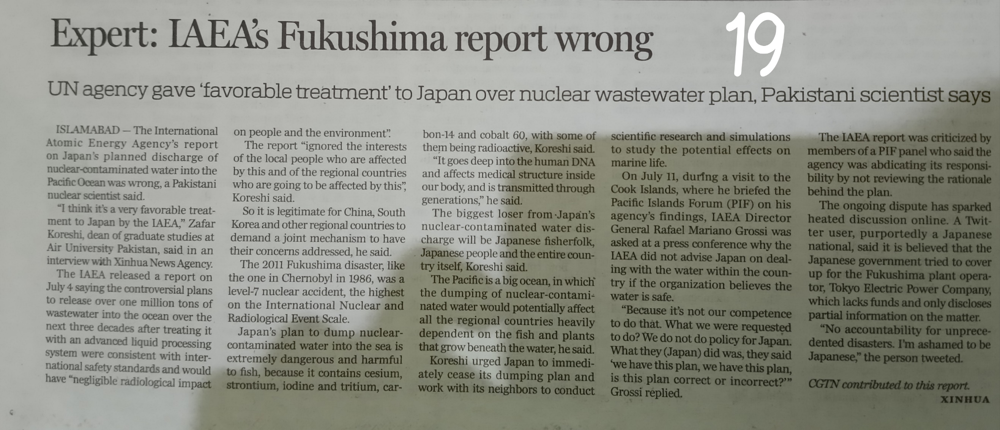 Expert: IAEA's Fukushima report wrong
19
UN agency gave 'favorable treatment' to Japan over nuclear wastewater plan, Pakistani scientist says
ISLAMABAD — The International
Atomic Energy Agency's report
on Japan's planned discharge of
nuclear-contaminated water into the
Pacific Ocean was wrong, a Pakistani
nuclear scientist said.
"I think it's a very favorable treat-
ment to Japan by the IAEA," Zafar
Koreshi, dean of graduate studies at
Air University Pakistan, said in an
interview with Xinhua News Agency.
The IAEA released a report on
July 4 saying the controversial plans
to release over one million tons of
wastewater into the ocean over the
next three decades after treating it
with an advanced liquid processing
system were consistent with inter-
national safety standards and would
have "negligible radiological impact
on people and the environment".
The report "ignored the interests
of the local people who are affected
by this and of the regional countries
who are going to be affected by this",
Koreshi said.
So it is legitimate for China, South
Korea and other regional countries to
demand a joint mechanism to have
their concerns addressed, he said.
The 2011 Fukushima disaster, like
the one in Chernobyl in 1986, was a
level-7 nuclear accident, the highest
on the International Nuclear and
Radiological Event Scale.
Japan's plan to dump nuclear-
contaminated water into the sea is
extremely dangerous and harmful
to fish, because it contains cesium,
strontium, iodine and tritium, car-
bon-14 and cobalt 60, with some of
them being radioactive, Koreshi said.
"It goes deep into the human DNA
and affects medical structure inside
our body, and is transmitted through
generations," he said.
The biggest loser from Japan's
nuclear-contaminated water dis-
charge will be Japanese fisherfolk,
Japanese people and the entire coun-
try itself, Koreshi said.
The Pacific is a big ocean, in which
the dumping of nuclear-contami-
nated water would potentially affect
all the regional countries heavily
dependent on the fish and plants
that grow beneath the water, he said.
Koreshi urged Japan to immedi-
ately cease its dumping plan and
work with its neighbors to conduct
scientific research and simulations
to study the potential effects on
marine life.
On July 11, during a visit to the
Cook Islands, where he briefed the
Pacific Islands Forum (PIF) on his
agency's findings, IAEA Director
General Rafael Mariano Grossi was
asked at a press conference why the
IAEA did not advise Japan on deal-
ing with the water within the coun-
try if the organization believes the
water is safe.
"Because it's not our competence
to do that. What we were requested
to do? We do not do policy for Japan.
What they (Japan) did was, they said
'we have this plan, we have this plan,
is this plan correct or incorrect?'"
Grossi replied.
The IAEA report was criticized by
members of a PIF panel who said the
agency was abdicating its responsi-
bility by not reviewing the rationale
behind the plan.
The ongoing dispute has sparked
heated discussion online. A Twit-
ter user, purportedly a Japanese
national, said it is believed that the
Japanese government tried to cover
up for the Fukushima plant opera-
tor, Tokyo Electric Power Company,
which lacks funds and only discloses
partial information on the matter.
"No accountability for unprece-
dented disasters. I'm ashamed to be
Japanese," the person tweeted.
CGTN contributed to this report.
XINHUA